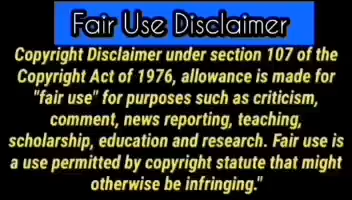 Fair Use Disclaimer
Copyright Disclaimer under section 107 of the
Copyright Act of 1976, allowance is made for
"fair use" for purposes such as criticism,
comment, news reporting, teaching,
scholarship, education and research. Fair use is
a use permitted by copyright statute that might
otherwise be infringing."